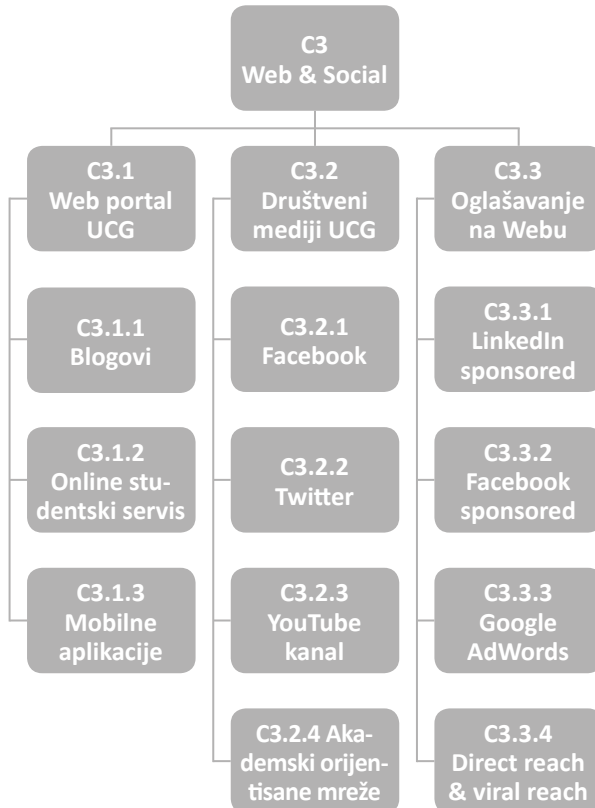 C3
Web & Social
C3.1
Web portal
UCG
C3.1.1
Blogovi
C3.1.2
Online stu-
dentski servis
C3.1.3
Mobilne
aplikacije
C3.2
Društveni
mediji UCG
C3.2.1
Facebook
C3.2.2
Twitter
C3.2.3
YouTube
kanal
C3.2.4 Aka-
demski orijen-
tisane mreže
C3.3
Oglašavanje
na Webu
C3.3.1
LinkedIn
sponsored
C3.3.2
Facebook
sponsored
C3.3.3
Google
AdWords
C3.3.4
Direct reach
& viral reach